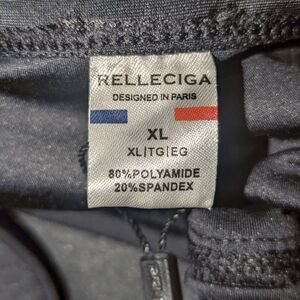 RELLECIGA
DESIGNED IN PARIS
XL
XL|TG|EG
80%POLYAMIDE
20%SPANDEX